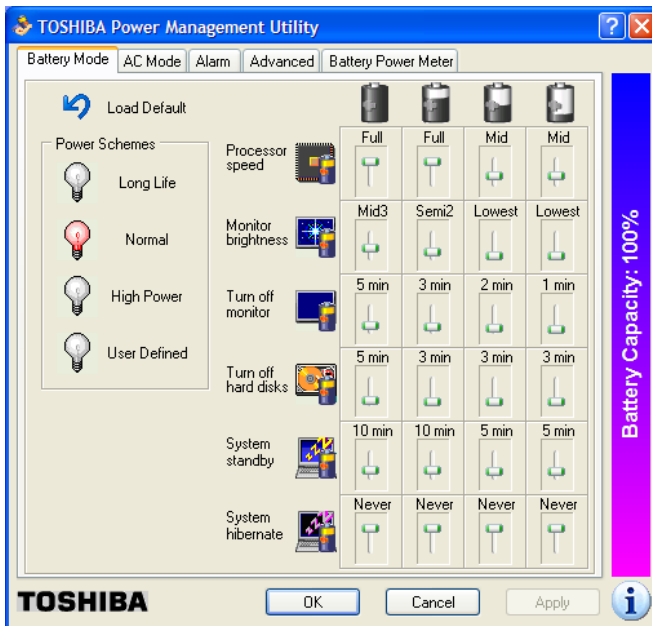 TOSHIBA Power Management Utility
Battery Mode
AC Mode
Alarm
Advanced
Battery Power Meter
Load Default
Power Schemes
Long Life
Normal
High Power
User Defined
Processor
speed
Full
Full
Mid
Mid
Monitor
brightness
Mid3
Semi2
Lowest
Lowest
Turn off
monitor
5 min
3 min
2 min
1 min
Turn off
hard disks
5 min
3 min
3 min
3 min
System
standby
10 min
10 min
5 min
5 min
System
hibernate
Never
Never
Never
Never
Battery Capacity: 100%
TOSHIBA
OK
Cancel
Apply